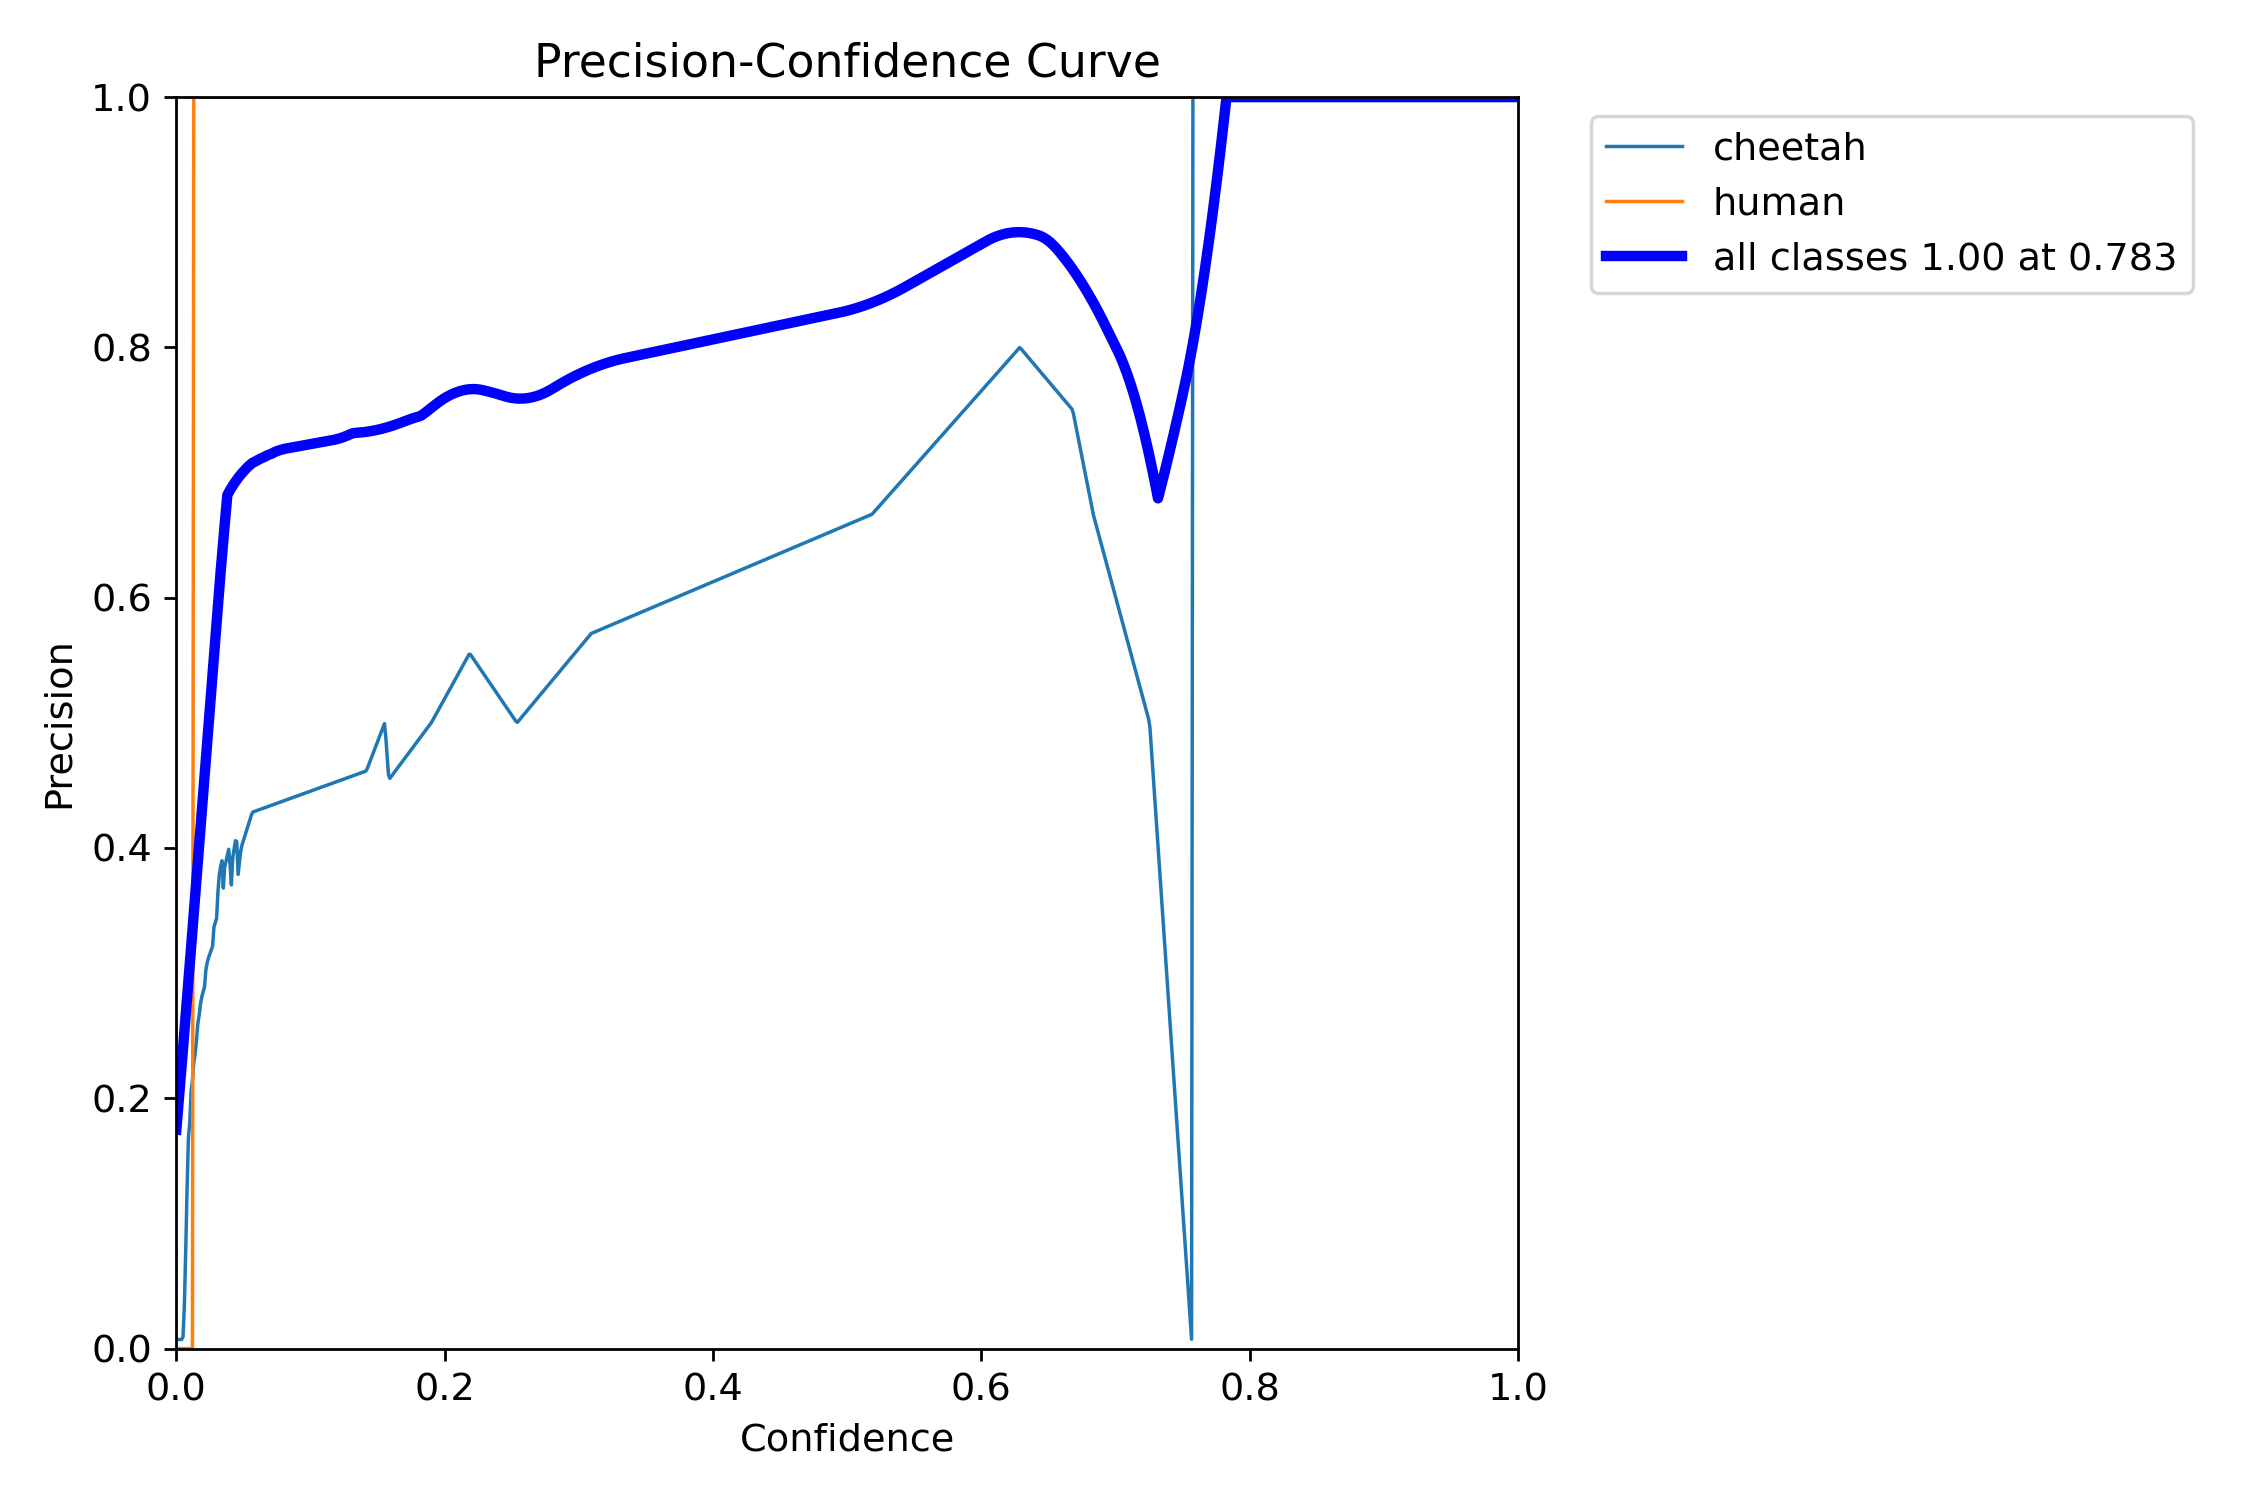 Precision-Confidence Curve
1.0
0.8
0.6
0.4
0.2
0.0
Precision
0.0 0.2 0.4 0.6 0.8 1.0
Confidence
cheetah
human
all classes 1.00 at 0.783